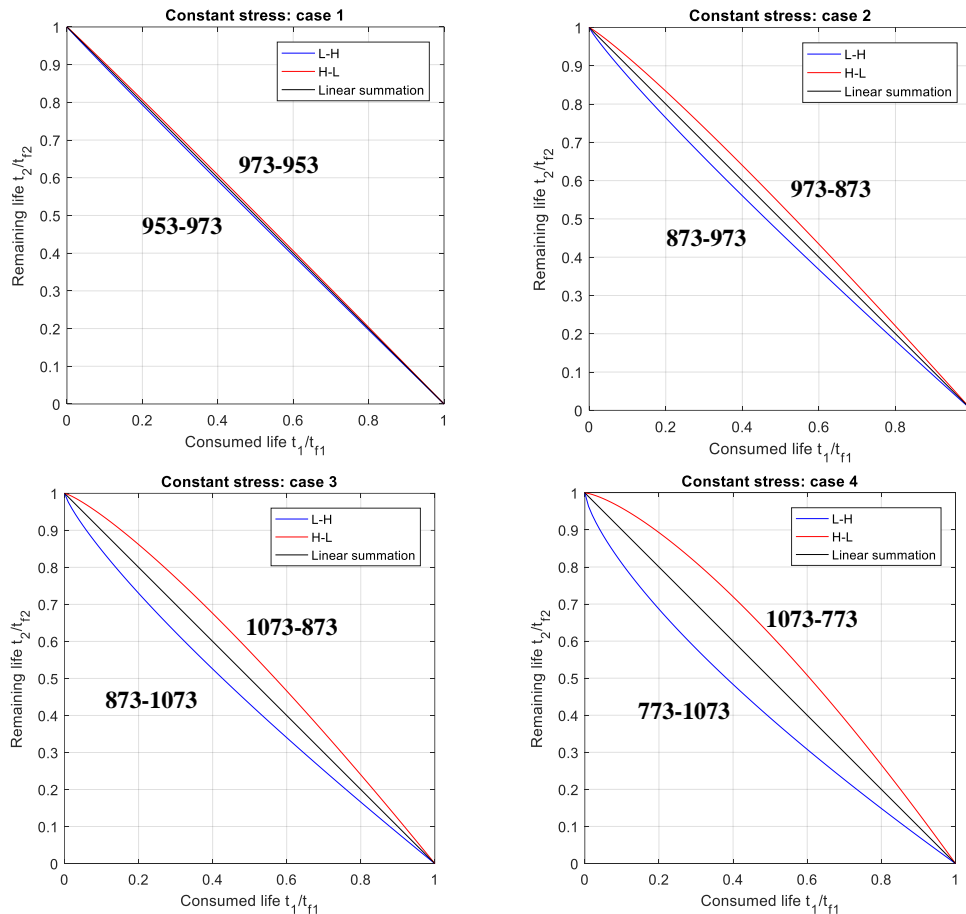 Constant stress: case 1
1
0.9
0.8
0.7
0.6
0.5
0.4
0.3
0.2
0.1
0
Remaining life t2/tf2
L-H
H-L
Linear summation
973-953
953-973
0 0.2 0.4 0.6 0.8 1
Consumed life t1/tf1
Constant stress: case 2
1
0.9
0.8
0.7
0.6
0.5
0.4
0.3
0.2
0.1
0
Remaining life t2/tf2
L-H
H-L
Linear summation
973-873
873-973
0 0.2 0.4 0.6 0.8
Consumed life t1/tf1
Constant stress: case 3
1
0.9
0.8
0.7
0.6
0.5
0.4
0.3
0.2
0.1
0
Remaining life t2/tf2
L-H
H-L
Linear summation
1073-873
873-1073
0 0.2 0.4 0.6 0.8 1
Consumed life t1/tf1
Constant stress: case 4
1
0.9
0.8
0.7
0.6
0.5
0.4
0.3
0.2
0.1
0
Remaining life t2/tf2
L-H
H-L
Linear summation
1073-773
773-1073
0 0.2 0.4 0.6 0.8 1
Consumed life t1/tf1